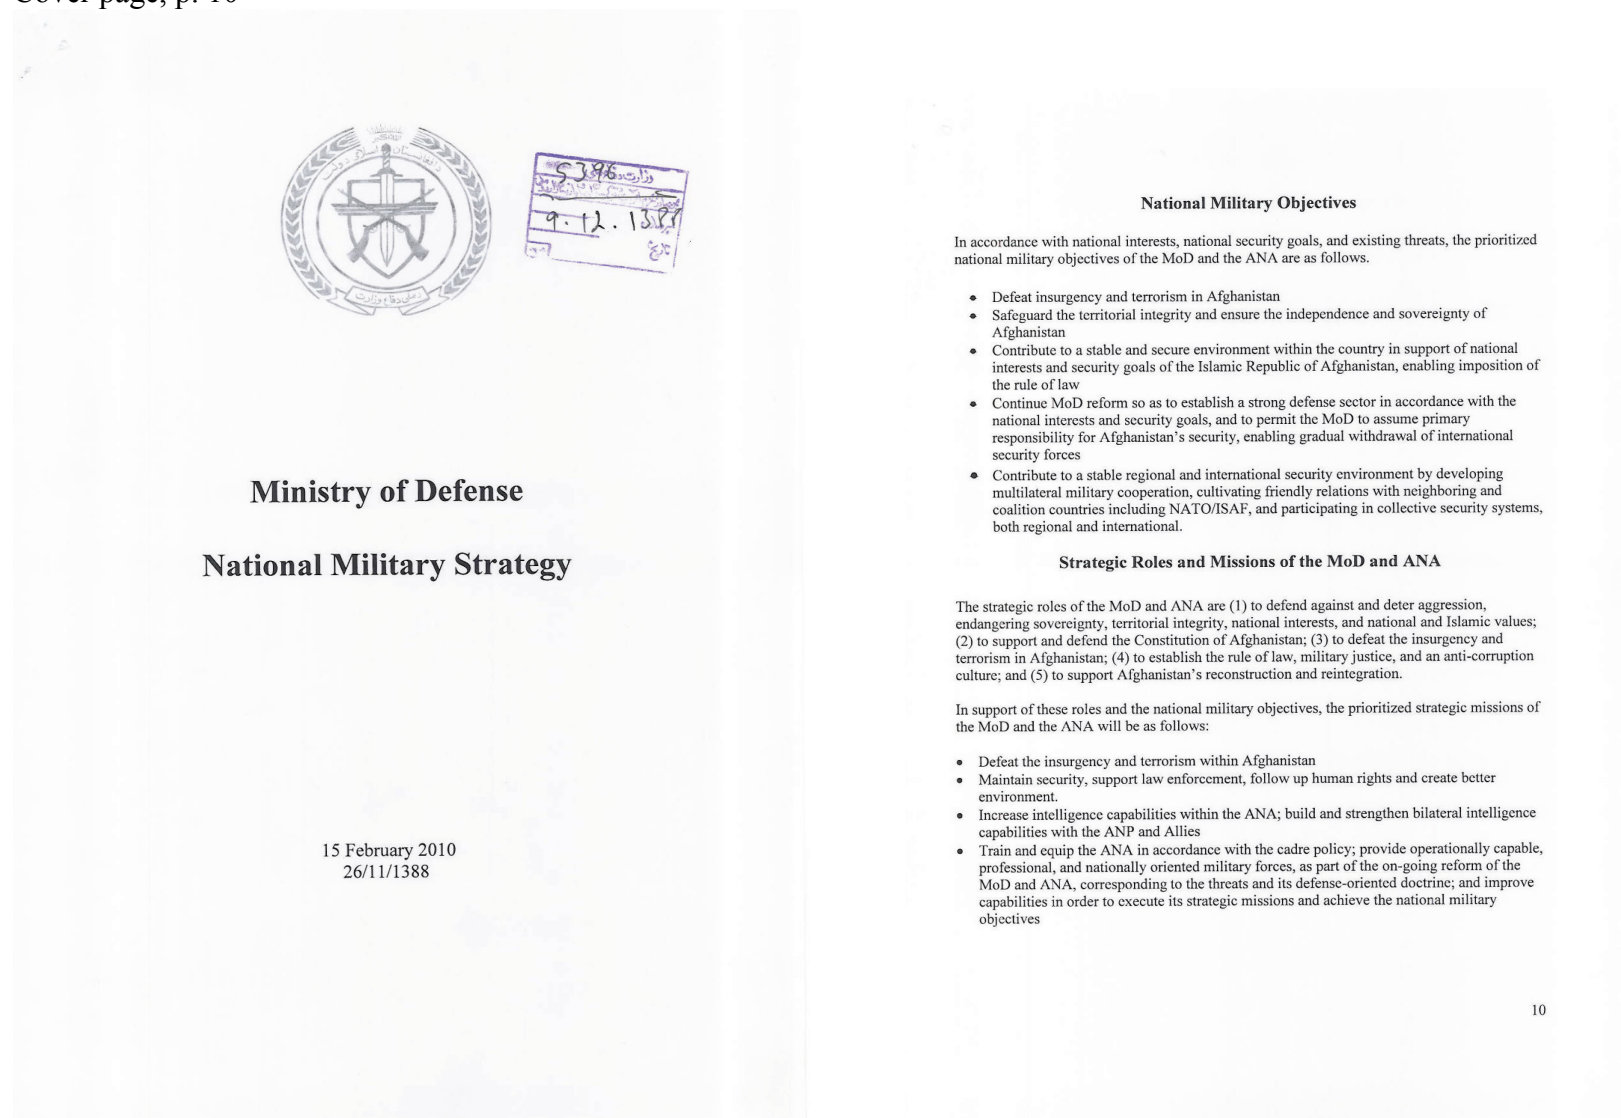 Cover page, p. 10
5396
9.12.1388
Ministry of Defense
National Military Strategy
15 February 2010
26/11/1388
National Military Objectives
In accordance with national interests, national security goals, and existing threats, the prioritized
national military objectives of the MoD and the ANA are as follows.
• Defeat insurgency and terrorism in Afghanistan
• Safeguard the territorial integrity and ensure the independence and sovereignty of
Afghanistan
• Contribute to a stable and secure environment within the country in support of national
interests and security goals of the Islamic Republic of Afghanistan, enabling imposition of
the rule of law
• Continue MoD reform so as to establish a strong defense sector in accordance with the
national interests and security goals, and to permit the MoD to assume primary
responsibility for Afghanistan's security, enabling gradual withdrawal of international
security forces
• Contribute to a stable regional and international security environment by developing
multilateral military cooperation, cultivating friendly relations with neighboring and
coalition countries including NATO/ISAF, and participating in collective security systems,
both regional and international.
Strategic Roles and Missions of the MoD and ANA
The strategic roles of the MoD and ANA are (1) to defend against and deter aggression,
endangering sovereignty, territorial integrity, national interests, and national and Islamic values;
(2) to support and defend the Constitution of Afghanistan; (3) to defeat the insurgency and
terrorism in Afghanistan; (4) to establish the rule of law, military justice, and an anti-corruption
culture; and (5) to support Afghanistan's reconstruction and reintegration.
In support of these roles and the national military objectives, the prioritized strategic missions of
the MoD and the ANA will be as follows:
• Defeat the insurgency and terrorism within Afghanistan
• Maintain security, support law enforcement, follow up human rights and create better
environment.
• Increase intelligence capabilities within the ANA; build and strengthen bilateral intelligence
capabilities with the ANP and Allies
• Train and equip the ANA in accordance with the cadre policy; provide operationally capable,
professional, and nationally oriented military forces, as part of the on-going reform of the
MoD and ANA, corresponding to the threats and its defense-oriented doctrine; and improve
capabilities in order to execute its strategic missions and achieve the national military
objectives
10